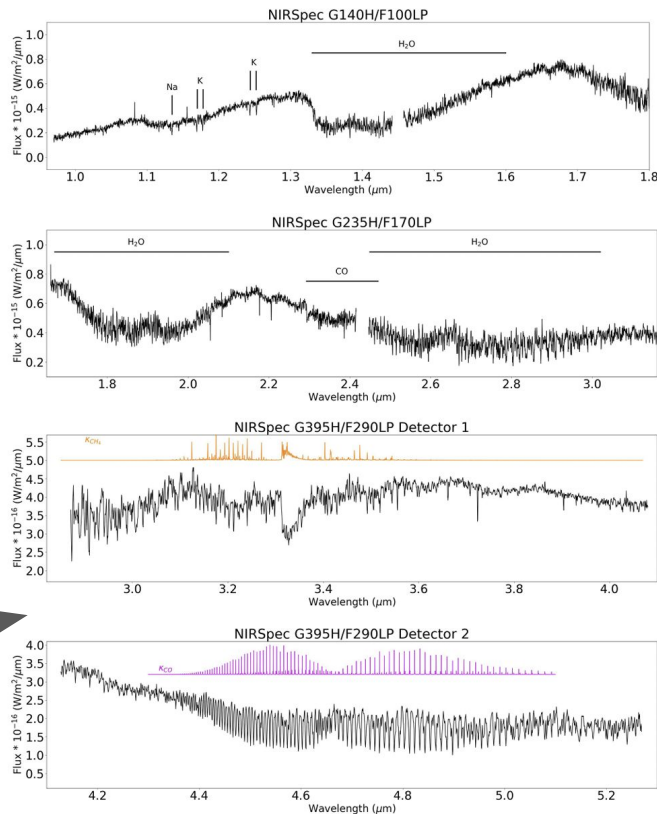 NIRSpec G140H/F100LP
Flux * 10⁻¹⁵ (W/m²/μm)
1.0
0.8
0.6
0.4
0.2
0.0
Na
K
K
H₂O
1.0 1.1 1.2 1.3 1.4 1.5 1.6 1.7 1.8
Wavelength (μm)
NIRSpec G235H/F170LP
Flux * 10⁻¹⁵ (W/m²/μm)
1.0
0.8
0.6
0.4
0.2
H₂O
CO
H₂O
1.8 2.0 2.2 2.4 2.6 2.8 3.0
Wavelength (μm)
NIRSpec G395H/F290LP Detector 1
Flux * 10⁻¹⁶ (W/m²/μm)
5.5
5.0
4.5
4.0
3.5
3.0
2.5
2.0
κCH₄
3.0 3.2 3.4 3.6 3.8 4.0
Wavelength (μm)
NIRSpec G395H/F290LP Detector 2
Flux * 10⁻¹⁶ (W/m²/μm)
4.0
3.5
3.0
2.5
2.0
1.5
1.0
0.5
κCO
4.2 4.4 4.6 4.8 5.0 5.2
Wavelength (μm)